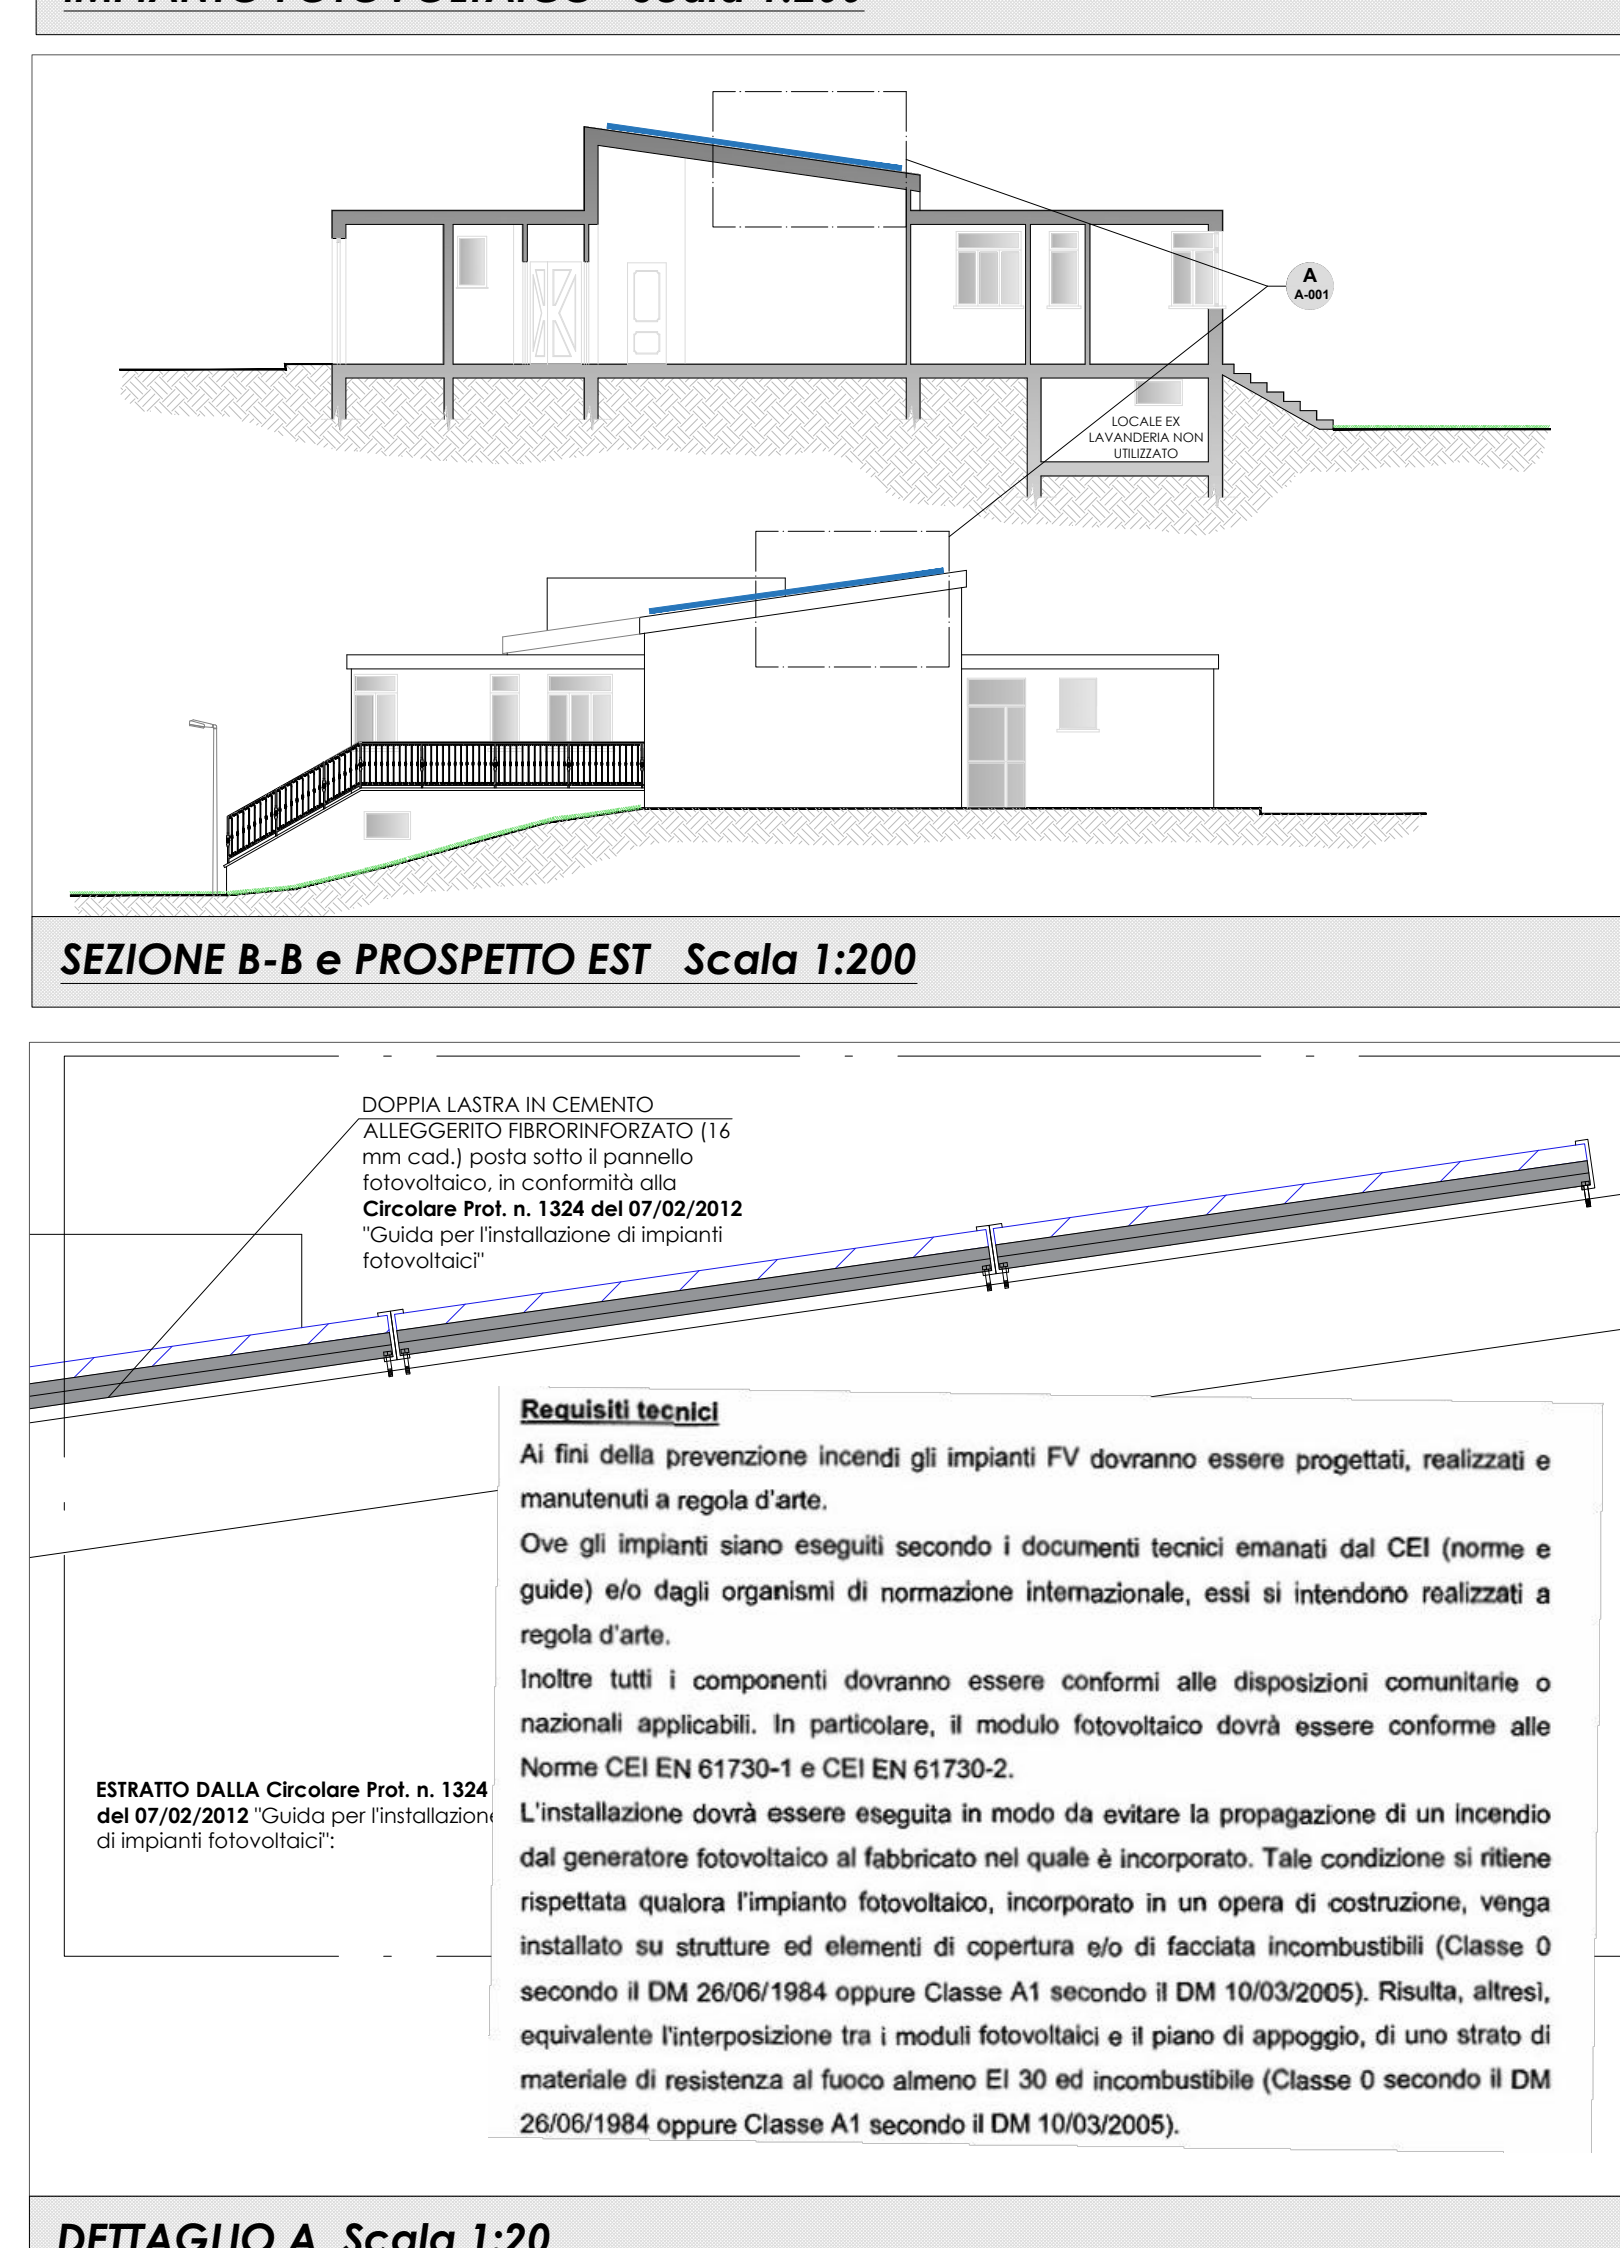 IMPIANTO FOTOVOLTAICO Scala 1:200
A
A-001
LOCALE EX
LAVANDERIA NON
UTILIZZATO
SEZIONE B-B e PROSPETTO EST Scala 1:200
DOPPIA LASTRA IN CEMENTO
ALLEGGERITO FIBRORINFORZATO (16
mm cad.) posta sotto il pannello
fotovoltaico, in conformità alla
Circolare Prot. n. 1324 del 07/02/2012
"Guida per l'installazione di impianti
fotovoltaici"
Requisiti tecnici
Ai fini della prevenzione incendi gli impianti FV dovranno essere progettati, realizzati e
manutenuti a regola d'arte.
Ove gli impianti siano eseguiti secondo i documenti tecnici emanati dal CEI (norme e
guide) e/o dagli organismi di normazione internazionale, essi si intendono realizzati a
regola d'arte.
Inoltre tutti i componenti dovranno essere conformi alle disposizioni comunitarie o
nazionali applicabili. In particolare, il modulo fotovoltaico dovrà essere conforme alle
Norme CEI EN 61730-1 e CEI EN 61730-2.
L'installazione dovrà essere eseguita in modo da evitare la propagazione di un incendio
dal generatore fotovoltaico al fabbricato nel quale è incorporato. Tale condizione si ritiene
rispettata qualora l'impianto fotovoltaico, incorporato in un opera di costruzione, venga
installato su strutture ed elementi di copertura e/o di facciata incombustibili (Classe 0
secondo il DM 26/06/1984 oppure Classe A1 secondo il DM 10/03/2005). Risulta, altresì,
equivalente l'interposizione tra i moduli fotovoltaici e il piano di appoggio, di uno strato di
materiale di resistenza al fuoco almeno EI 30 ed incombustibile (Classe 0 secondo il DM
26/06/1984 oppure Classe A1 secondo il DM 10/03/2005).
ESTRATTO DALLA Circolare Prot. n. 1324
del 07/02/2012 "Guida per l'installazione
di impianti fotovoltaici":
DETTAGLIO A Scala 1:20